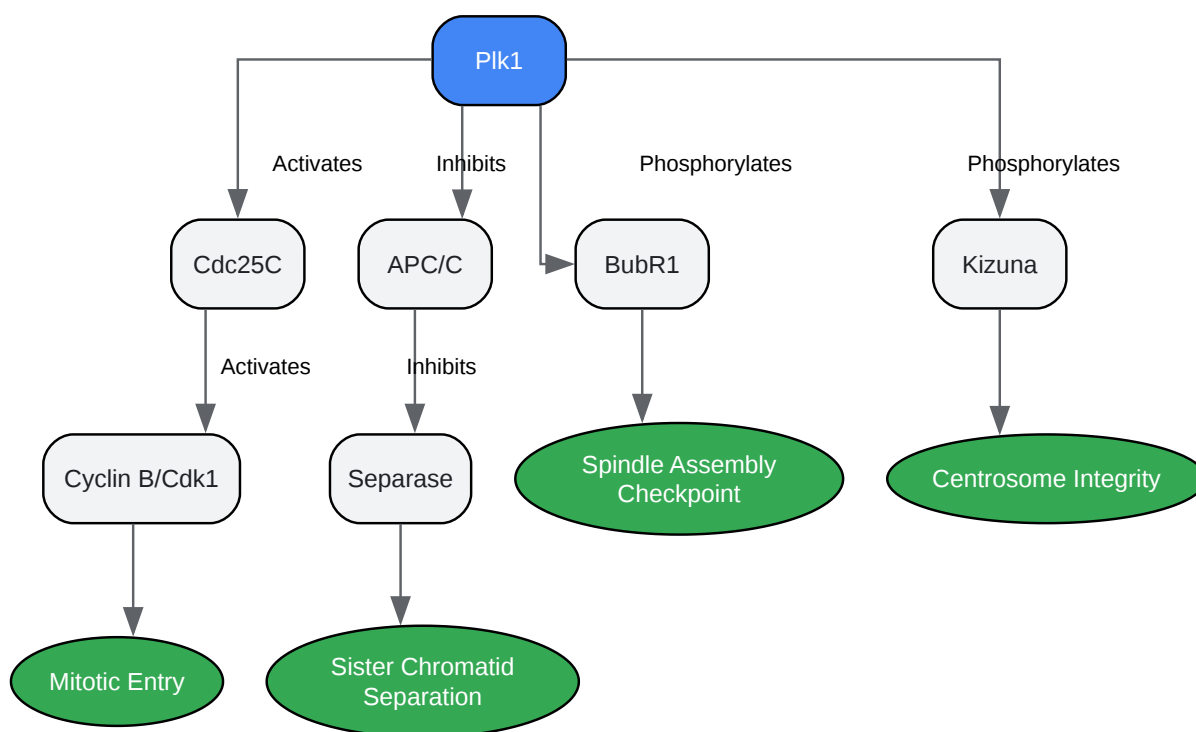 Plk1
Activates
Inhibits
Phosphorylates
Phosphorylates
Cdc25C
APC/C
BubR1
Kizuna
Activates
Inhibits
Cyclin B/Cdk1
Separase
Spindle Assembly
Checkpoint
Centrosome Integrity
Mitotic Entry
Sister Chromatid
Separation